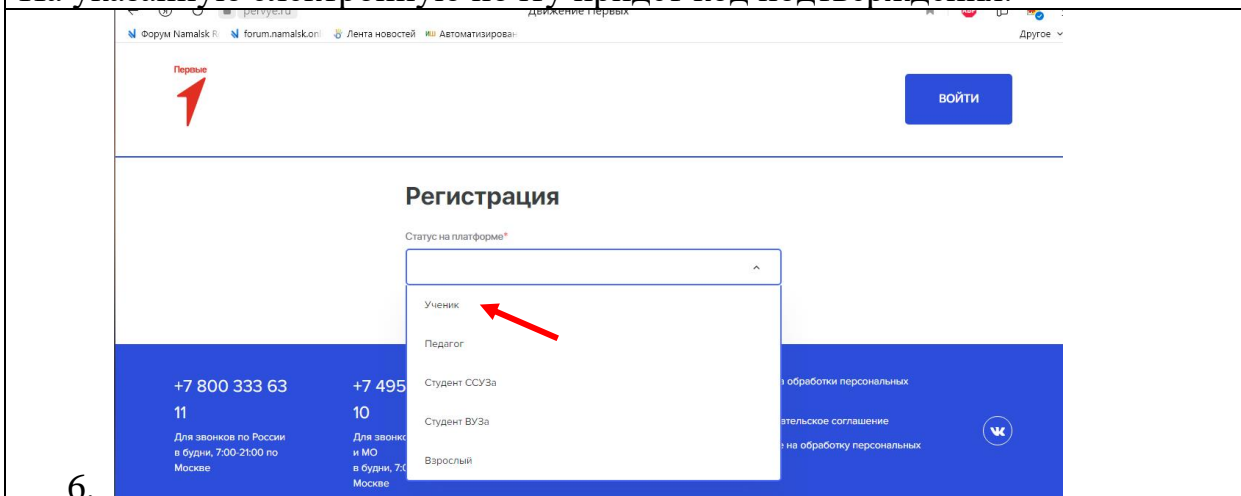 pervye.ru Движение Первых
Форум Namalsk R forum.namalsk.onl Лента новостей Автоматизирован Другое
Первые
ВОЙТИ
Регистрация
Статус на платформе*
Ученик
Педагог
Студент ССУЗа
Студент ВУЗа
Взрослый
+7 800 333 63
11
Для звонков по России
в будни, 7:00-21:00 по
Москве
+7 495
10
Для звонк
и МО
в будни, 7:0
Москве
обработки персональных
ательское соглашение
на обработку персональных
6.